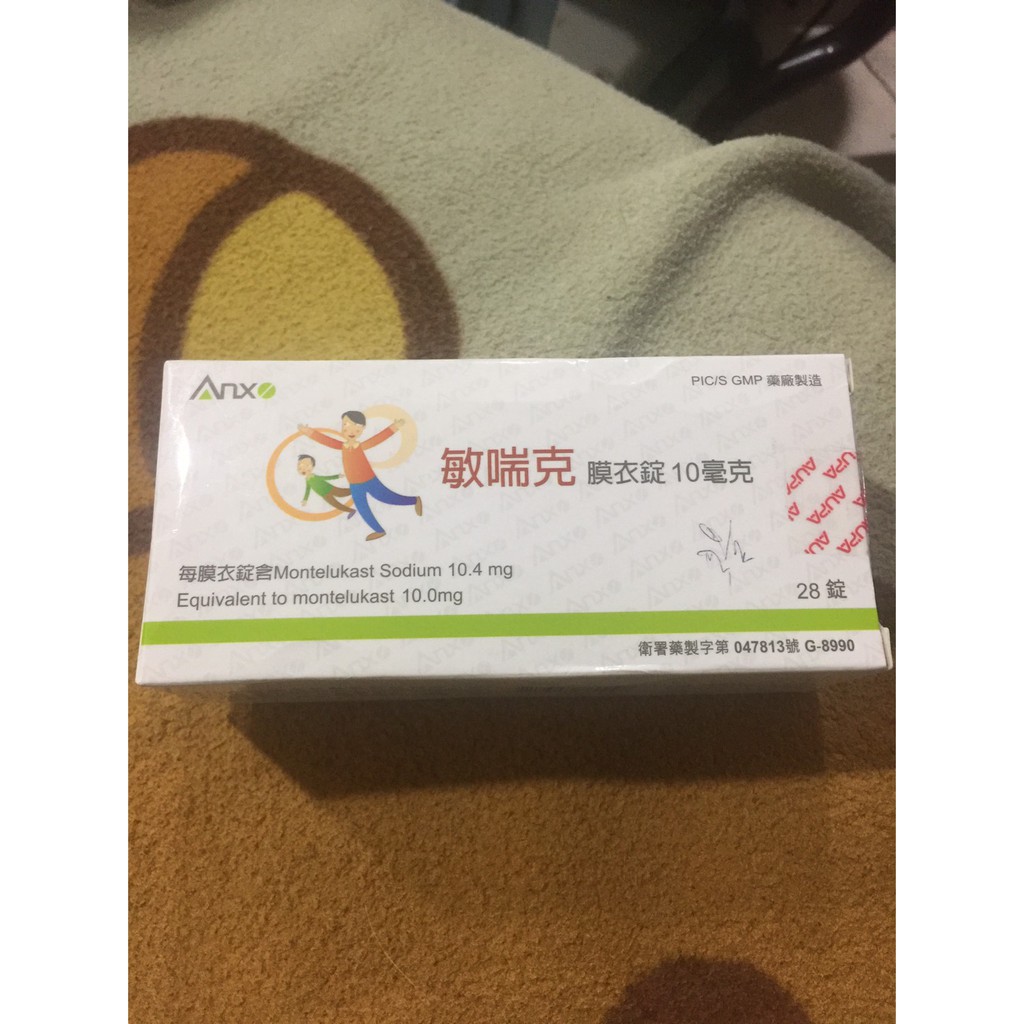 Anxo
PIC/S GMP 藥廠製造
敏喘克 膜衣錠 10毫克
AUPA AUPA AUPA
每膜衣錠含Montelukast Sodium 10.4 mg
Equivalent to montelukast 10.0mg
28 錠
衛署藥製字第 047813號 G-8990